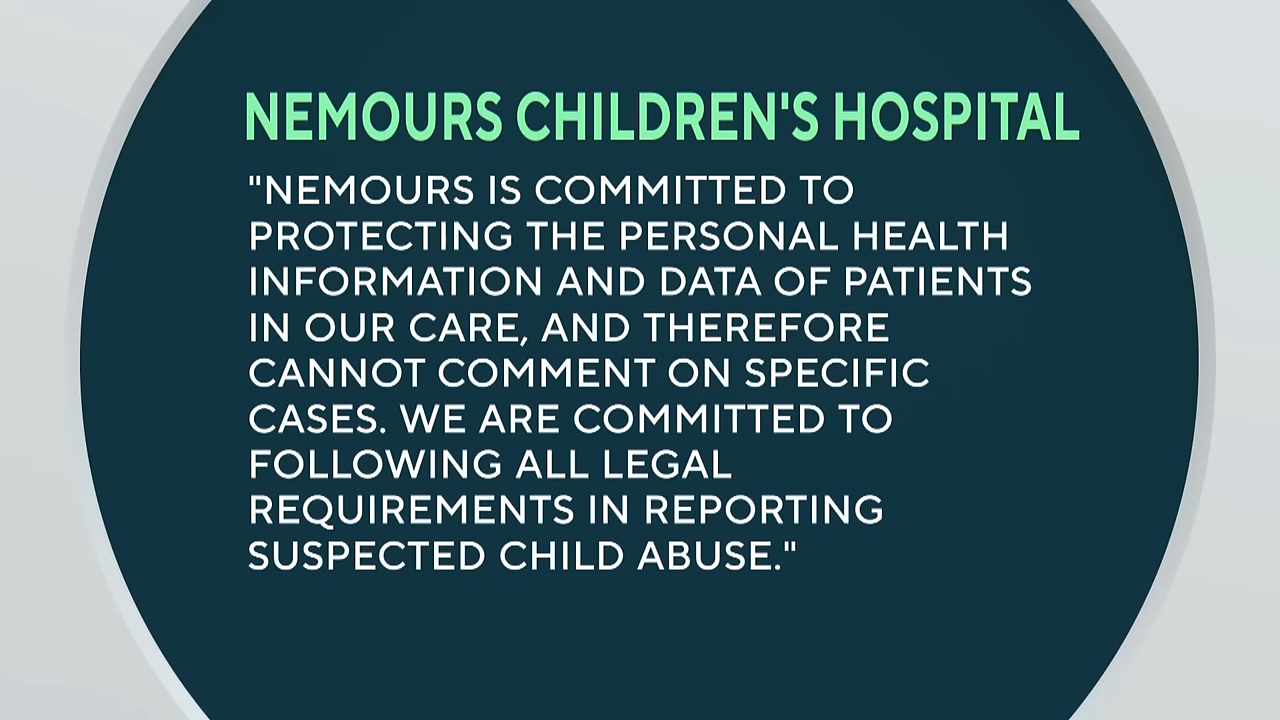 NEMOURS CHILDREN'S HOSPITAL
"NEMOURS IS COMMITTED TO
PROTECTING THE PERSONAL HEALTH
INFORMATION AND DATA OF PATIENTS
IN OUR CARE, AND THEREFORE
CANNOT COMMENT ON SPECIFIC
CASES. WE ARE COMMITTED TO
FOLLOWING ALL LEGAL
REQUIREMENTS IN REPORTING
SUSPECTED CHILD ABUSE."